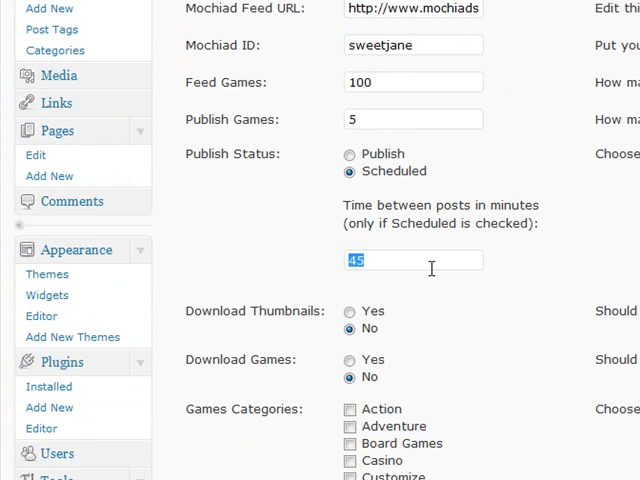 Add New
Post Tags
Categories
Media
Links
Pages
Edit
Add New
Comments
Appearance
Themes
Widgets
Editor
Add New Themes
Plugins
Installed
Add New
Editor
Users
Tools
Mochiad Feed URL: http://www.mochiads Edit thi
Mochiad ID: sweetjane Put yo
Feed Games: 100 How ma
Publish Games: 5 How ma
Publish Status: Publish Choose
Scheduled
Time between posts in minutes
(only if Scheduled is checked):
45
Download Thumbnails: Yes Should
No
Download Games: Yes Should
No
Games Categories: Action Choose
Adventure
Board Games
Casino
Customize